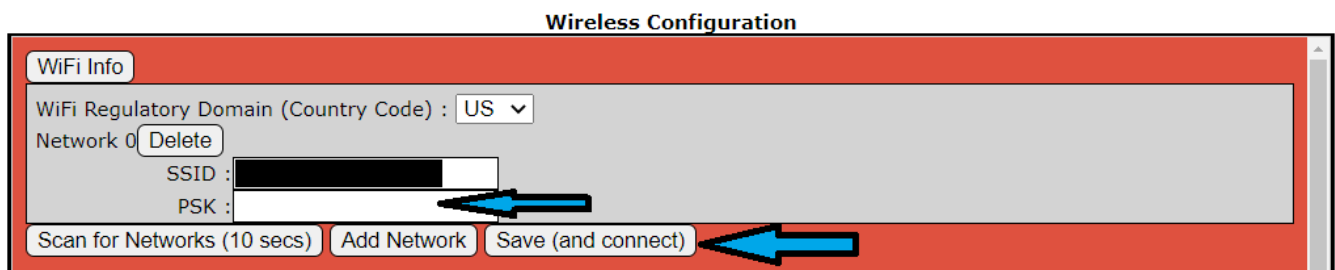 Wireless Configuration
WiFi Info
WiFi Regulatory Domain (Country Code) : US
Network 0 Delete
SSID :
PSK :
Scan for Networks (10 secs) Add Network Save (and connect)